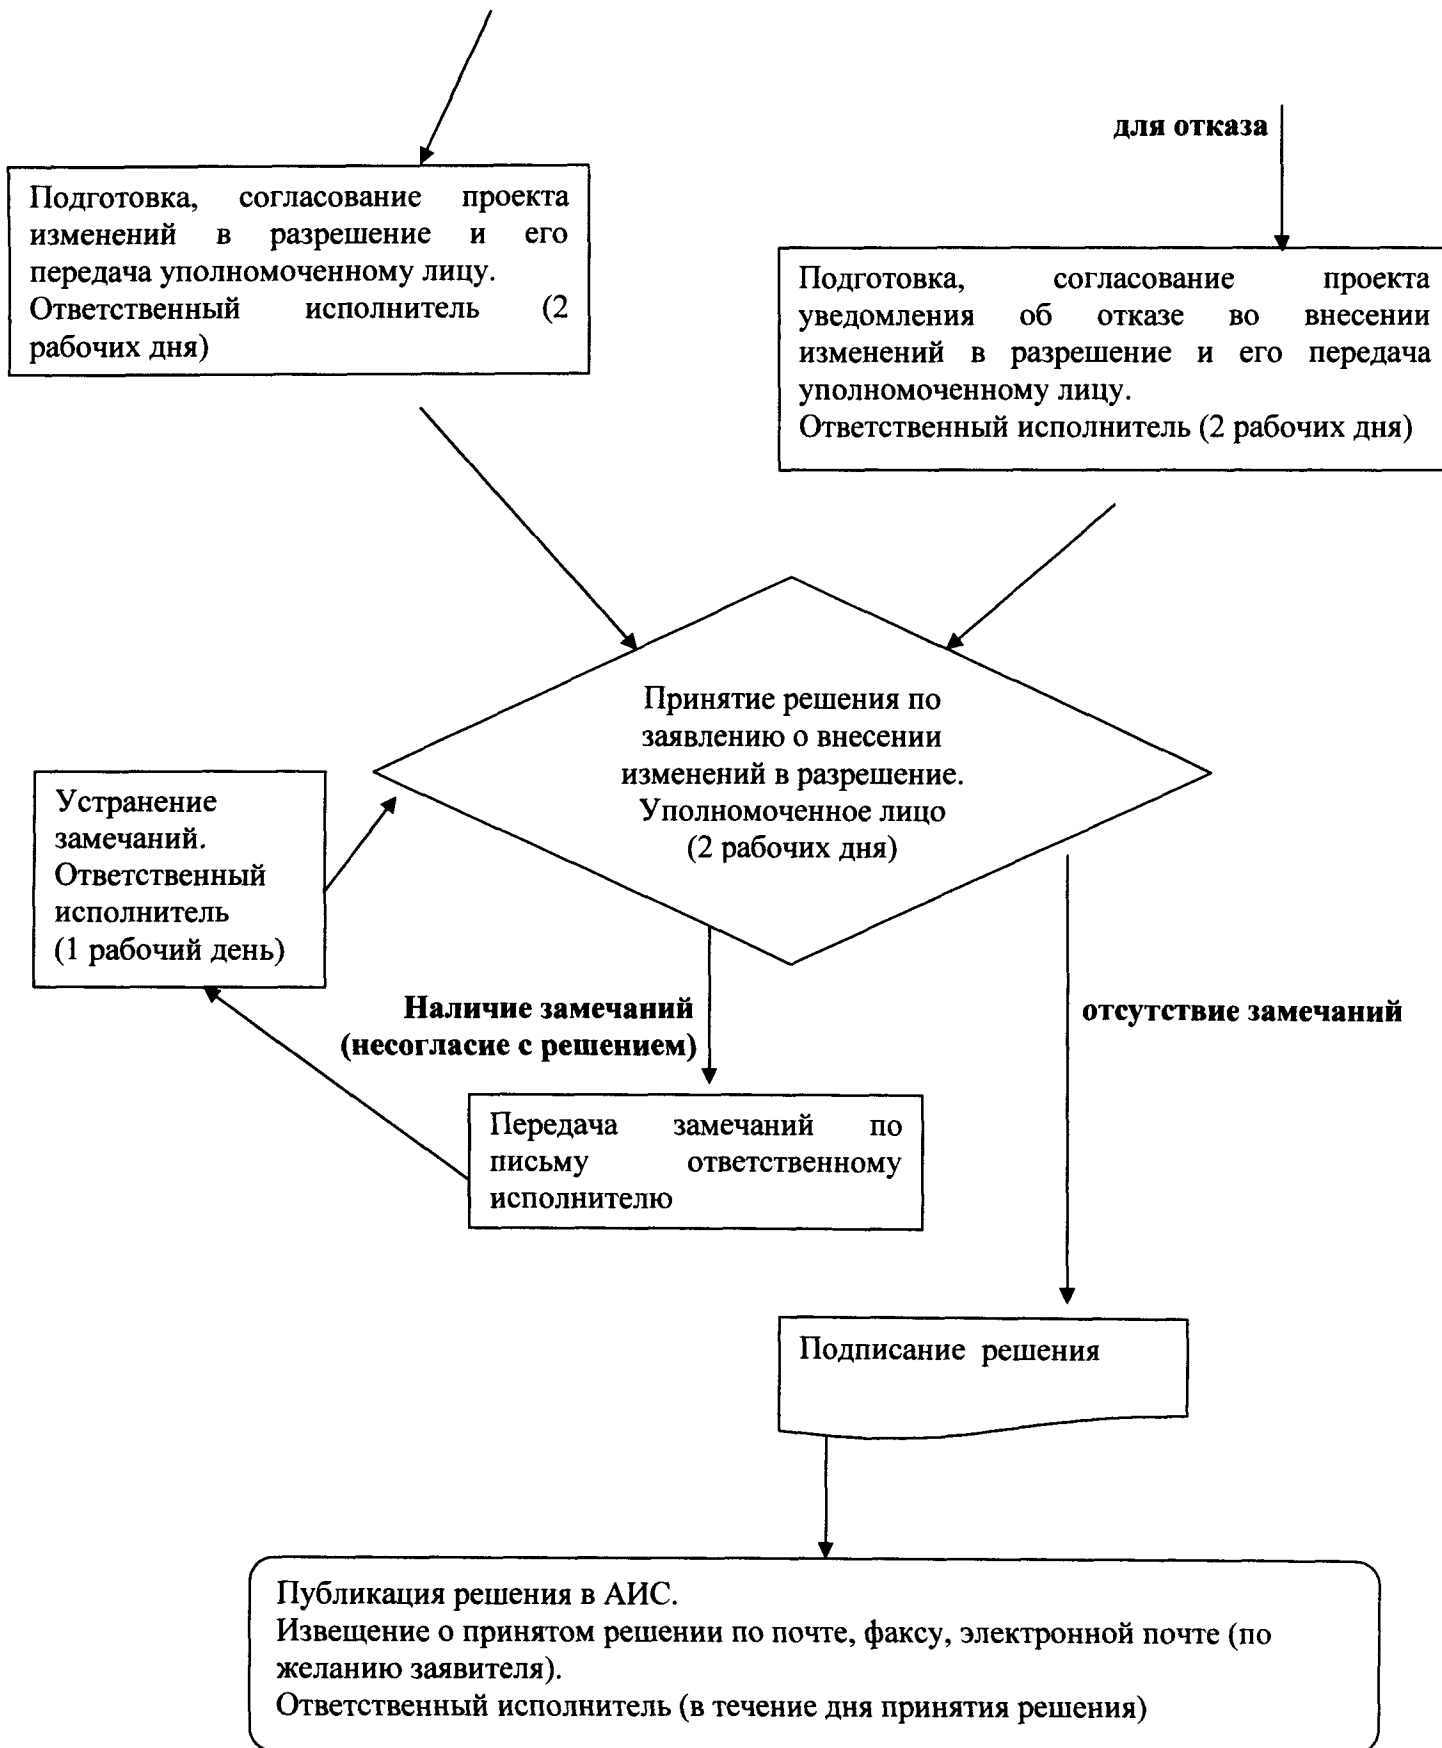 для отказа
Подготовка, согласование проекта
изменений в разрешение и его
передача уполномоченному лицу.
Ответственный исполнитель (2
рабочих дня)
Подготовка, согласование проекта
уведомления об отказе во внесении
изменений в разрешение и его передача
уполномоченному лицу.
Ответственный исполнитель (2 рабочих дня)
Принятие решения по
заявлению о внесении
изменений в разрешение.
Уполномоченное лицо
(2 рабочих дня)
Устранение
замечаний.
Ответственный
исполнитель
(1 рабочий день)
Наличие замечаний
(несогласие с решением)
отсутствие замечаний
Передача замечаний по
письму ответственному
исполнителю
Подписание решения
Публикация решения в АИС.
Извещение о принятом решении по почте, факсу, электронной почте (по
желанию заявителя).
Ответственный исполнитель (в течение дня принятия решения)